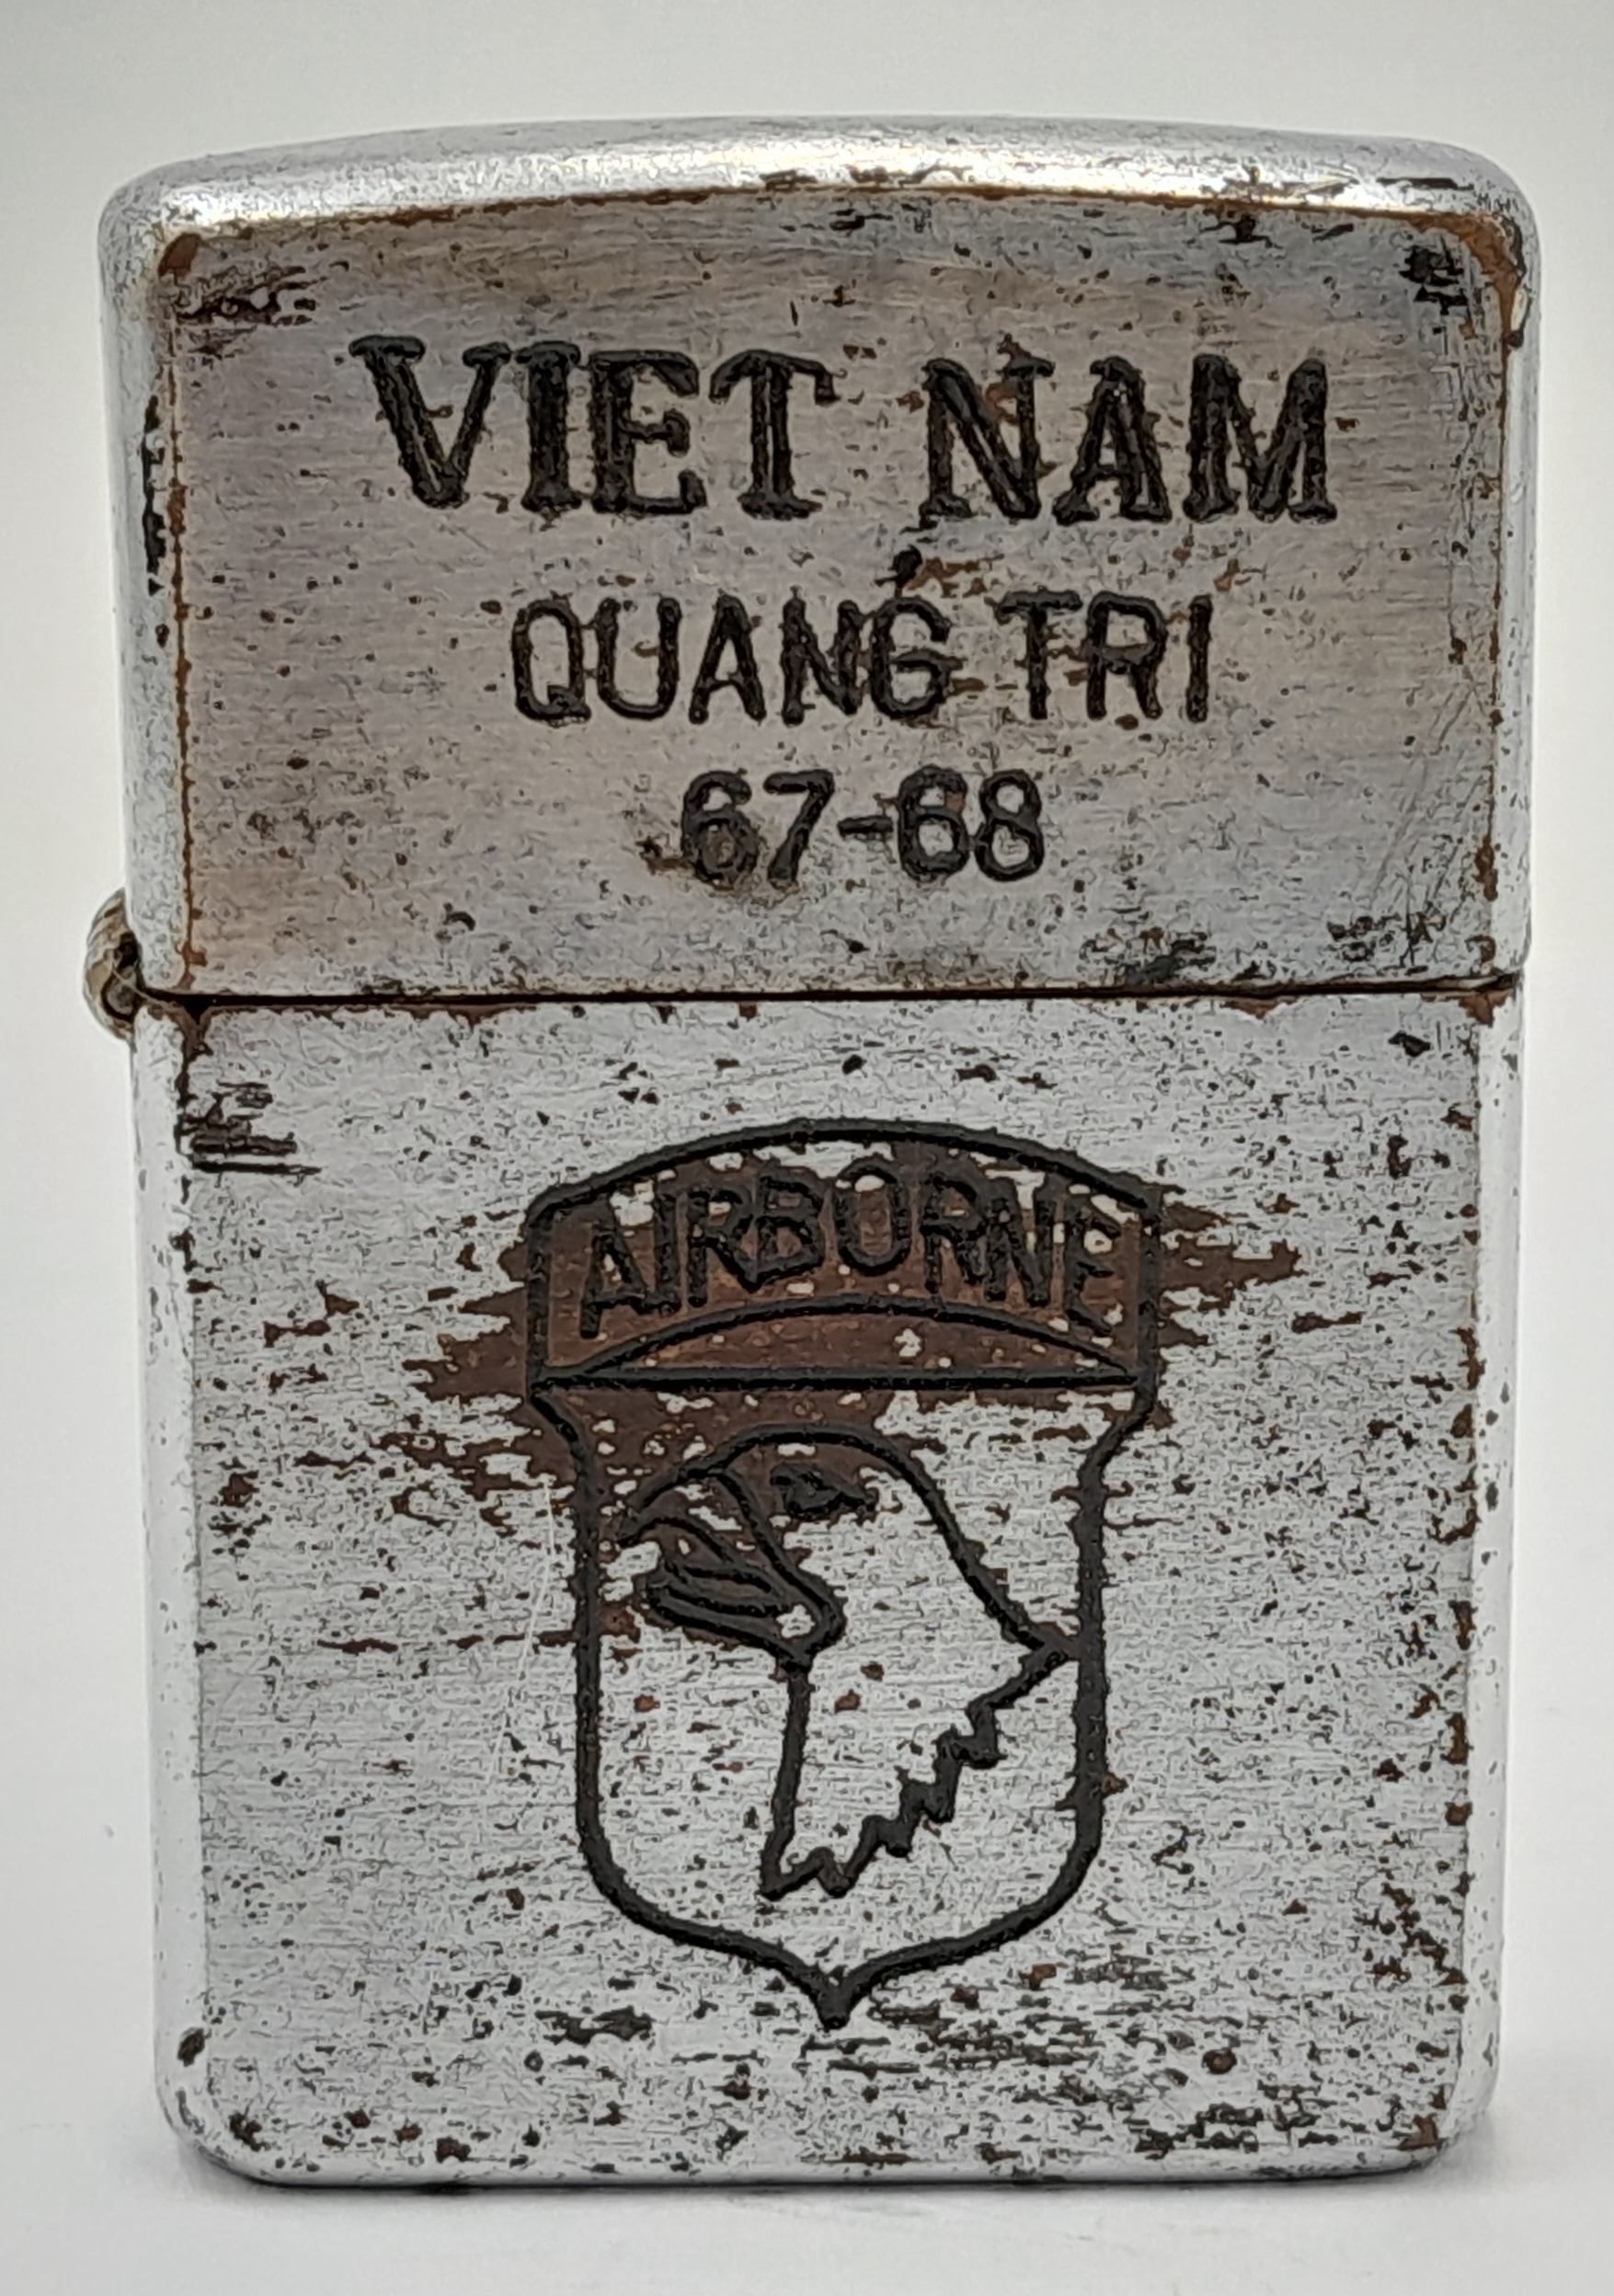 VIET NAM
QUANG TRI
67-68
AIRBORNE